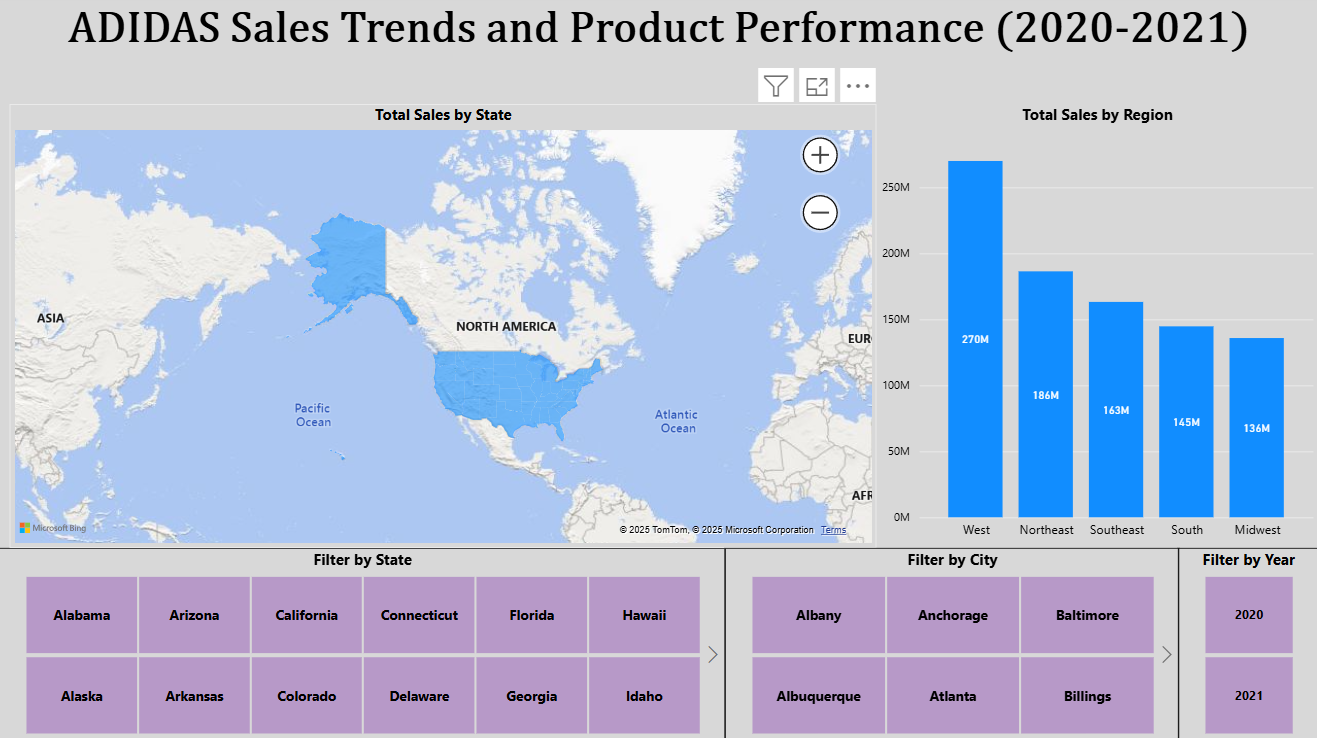 ADIDAS Sales Trends and Product Performance (2020-2021)
Total Sales by State
ASIA
NORTH AMERICA
EUR
Pacific
Ocean
Atlantic
Ocean
AFR
Microsoft Bing
© 2025 TomTom, © 2025 Microsoft Corporation Terms
Total Sales by Region
250M
200M
150M
100M
50M
0M
270M
186M
163M
145M
136M
West Northeast Southeast South Midwest
Filter by State
Alabama Arizona California Connecticut Florida Hawaii
Alaska Arkansas Colorado Delaware Georgia Idaho
Filter by City
Albany Anchorage Baltimore
Albuquerque Atlanta Billings
Filter by Year
2020
2021